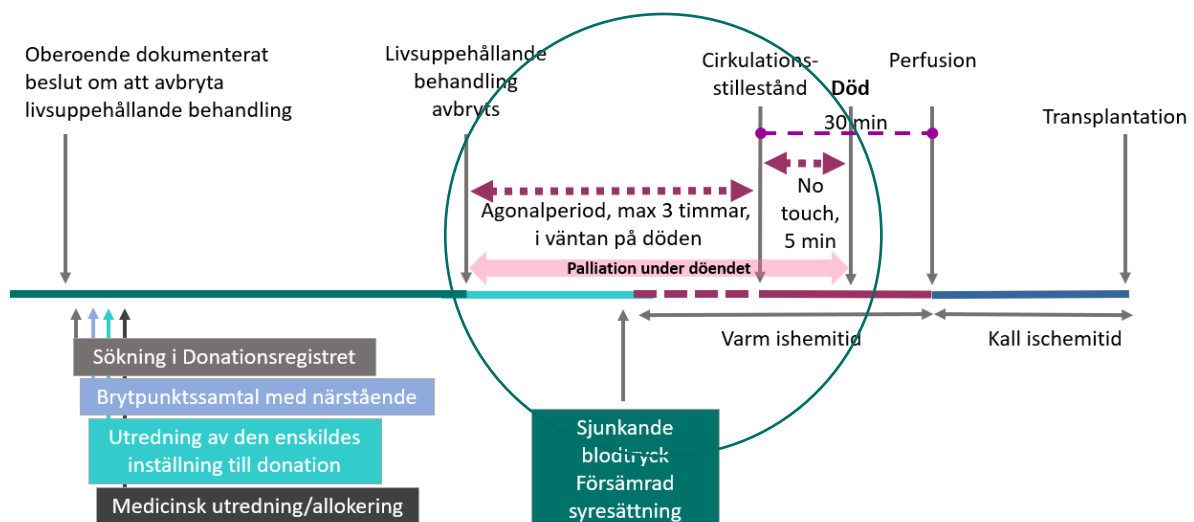 Oberoende dokumenterat
beslut om att avbryta
livsuppehållande behandling
Livsuppehållande
behandling
avbryts
Cirkulations-
stillestånd
Död
Perfusion
30 min
Transplantation
Agonalperiod, max 3 timmar,
i väntan på döden
No
touch,
5 min
Palliation under döendet
Varm ishemitid
Kall ischemitid
Sökning i Donationsregistret
Brytpunktssamtal med närstående
Utredning av den enskildes
inställning till donation
Medicinsk utredning/allokering
Sjunkande
blodtryck
Försämrad
syresättning